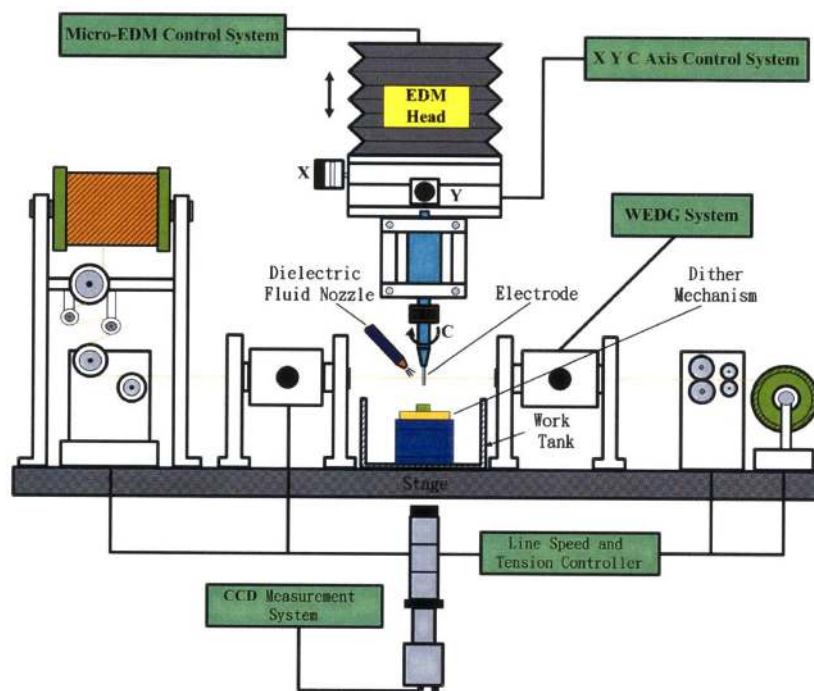 Micro-EDM Control System
X Y C Axis Control System
EDM
Head
X
Y
WEDG System
Dielectric
Fluid Nozzle
Electrode
Dither
Mechanism
C
Work
Tank
Stage
Line Speed and
Tension Controller
CCD Measurement
System